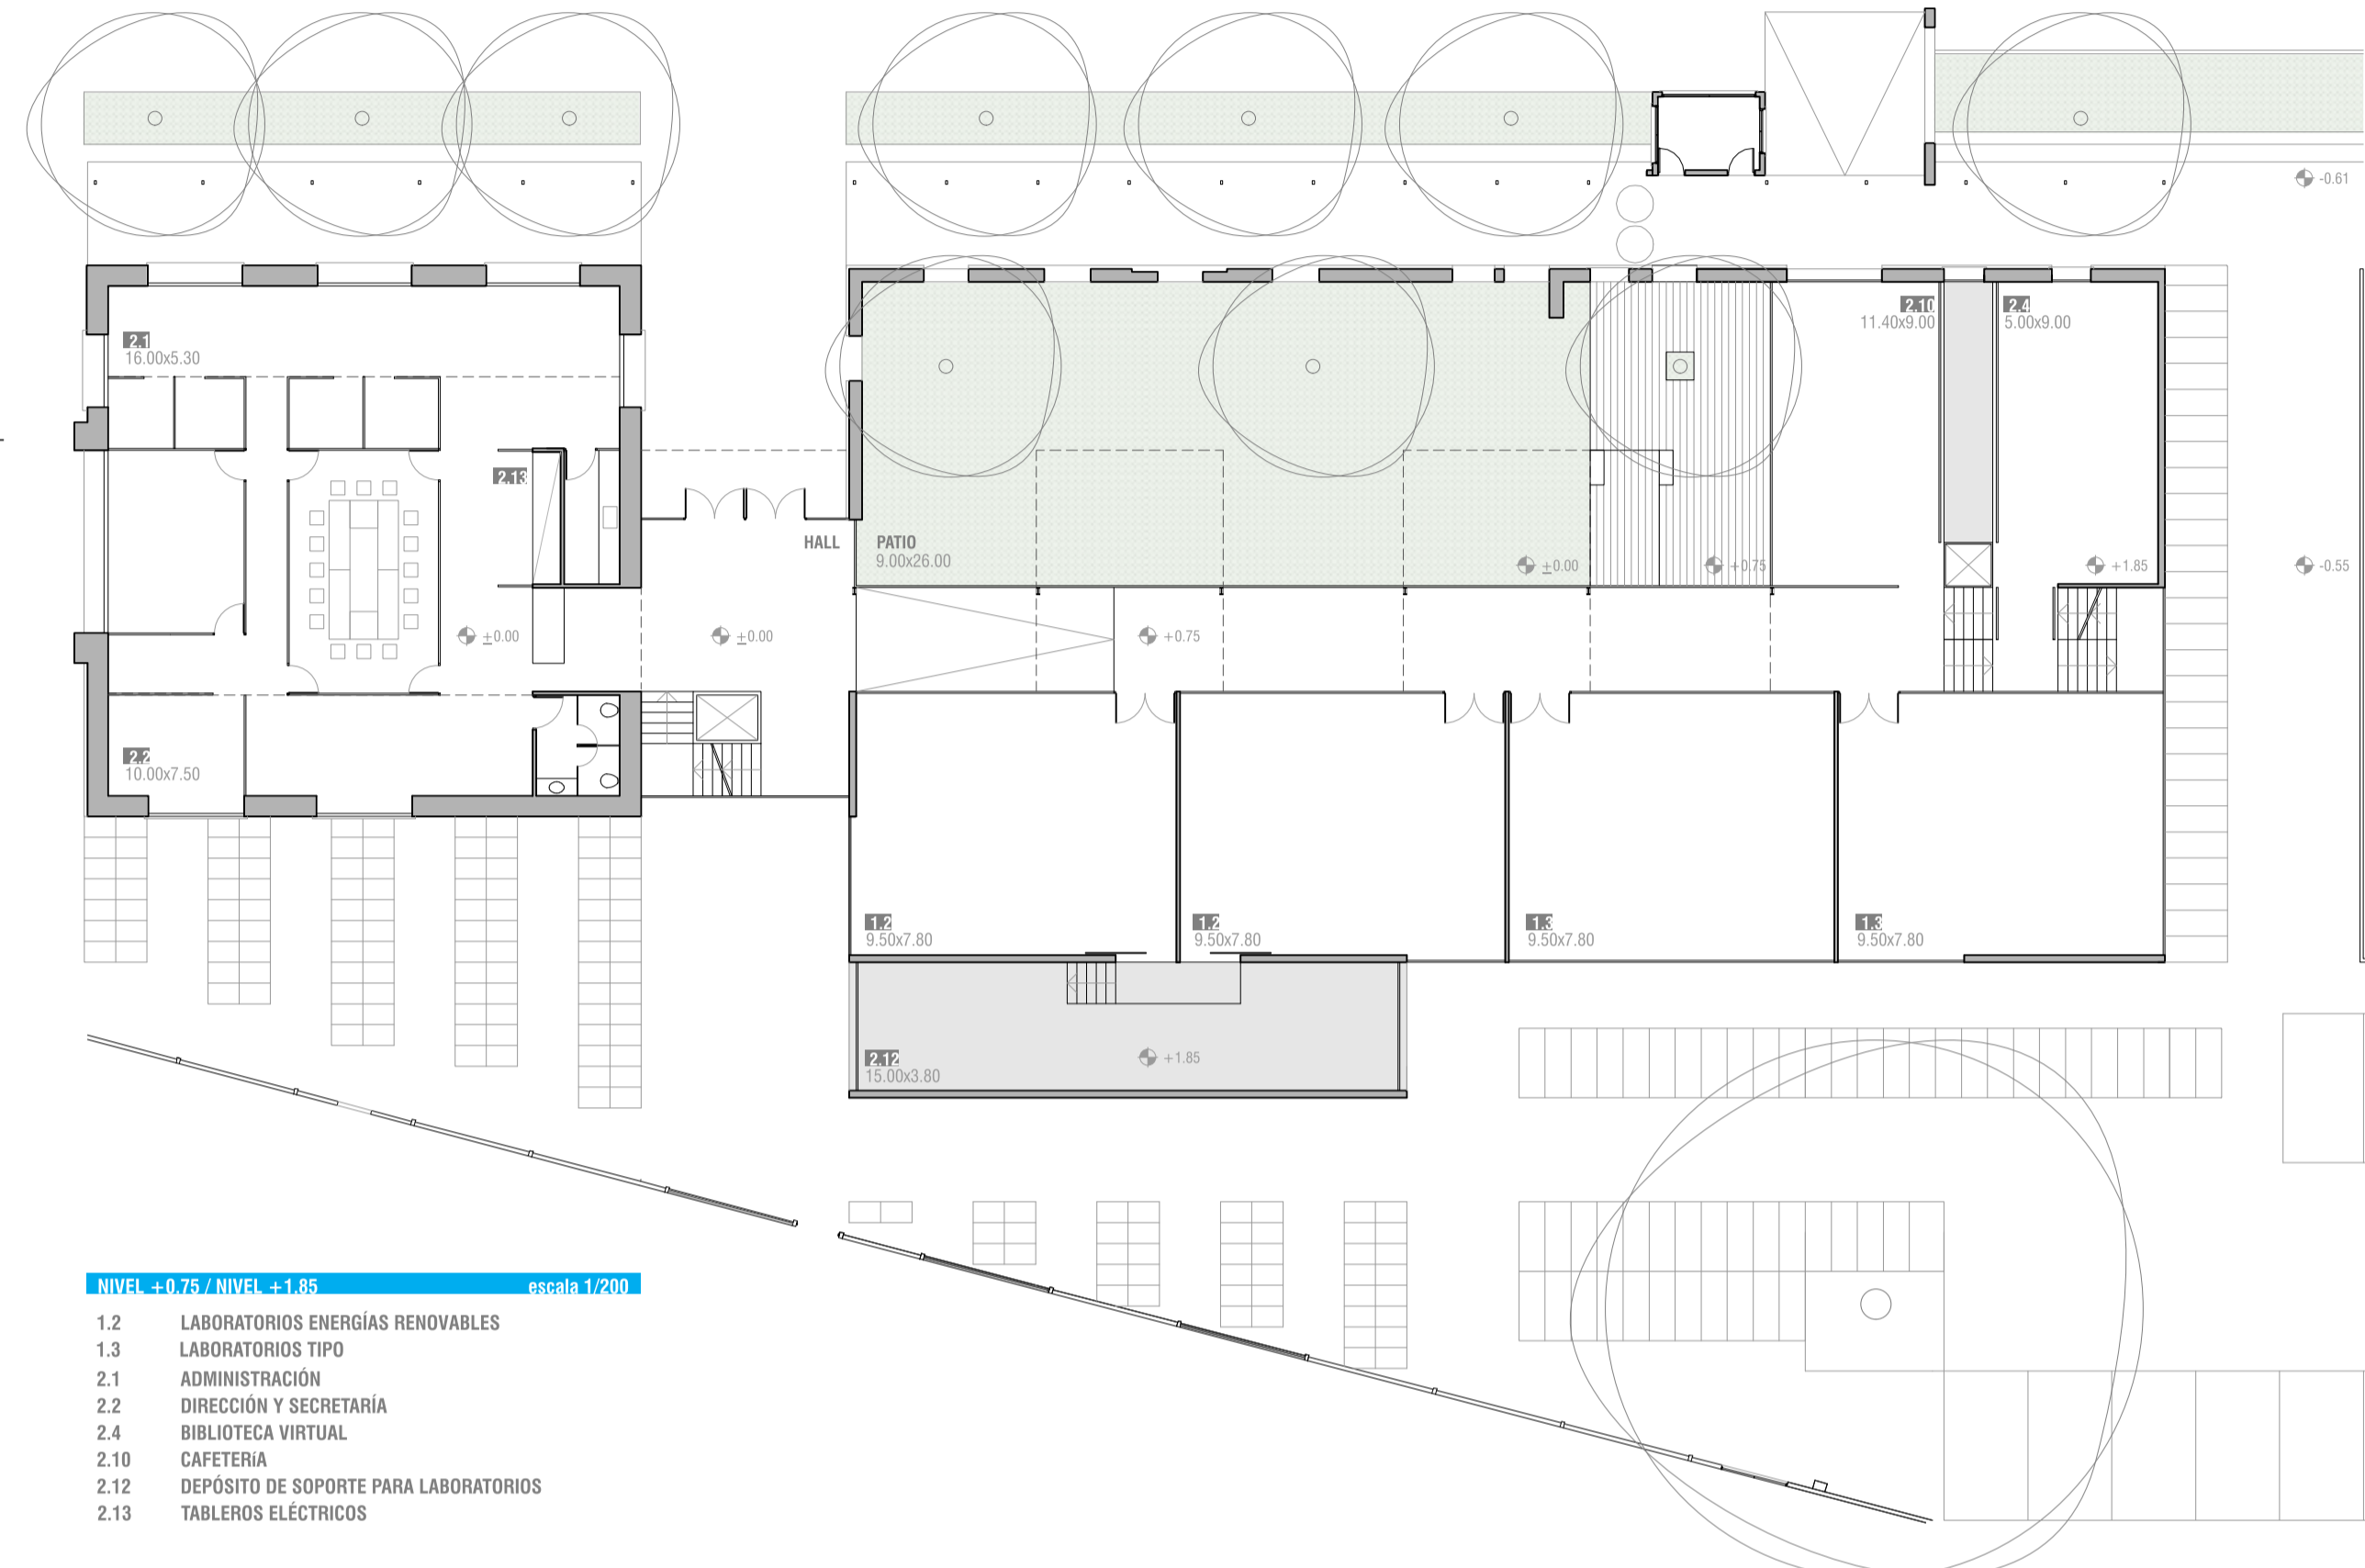 -0.61
2.1
16.00x5.30
2.10
11.40x9.00
2.4
5.00x9.00
2.13
HALL
PATIO
9.00x26.00
±0.00
+0.75
+1.85
-0.55
±0.00
±0.00
+0.75
2.2
10.00x7.50
1.2
9.50x7.80
1.2
9.50x7.80
1.3
9.50x7.80
1.3
9.50x7.80
2.12
15.00x3.80
+1.85
NIVEL +0.75 / NIVEL +1.85 escala 1/200
1.2 LABORATORIOS ENERGÍAS RENOVABLES
1.3 LABORATORIOS TIPO
2.1 ADMINISTRACIÓN
2.2 DIRECCIÓN Y SECRETARÍA
2.4 BIBLIOTECA VIRTUAL
2.10 CAFETERíA
2.12 DEPÓSITO DE SOPORTE PARA LABORATORIOS
2.13 TABLEROS ELÉCTRICOS